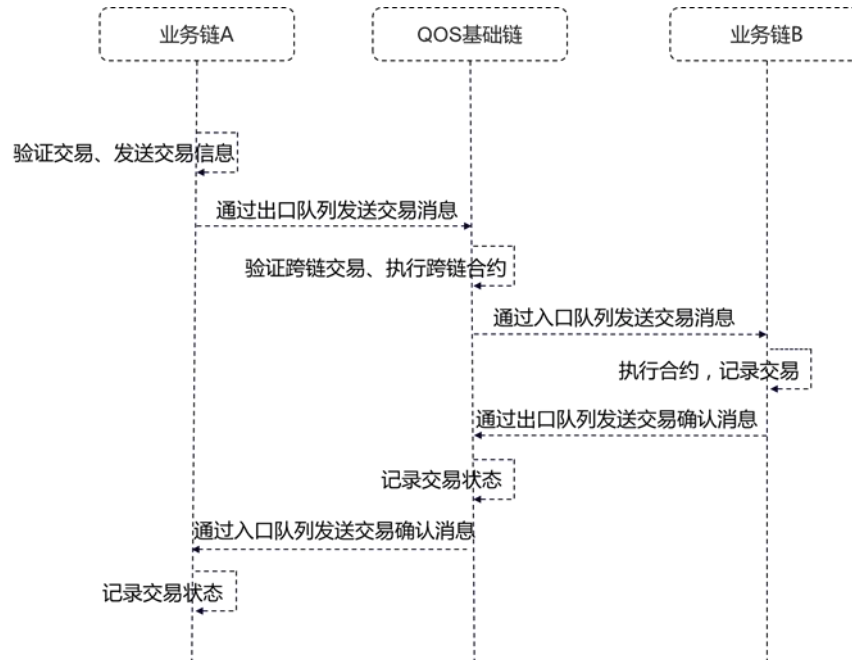 业务链A
QOS基础链
业务链B
验证交易、发送交易信息
通过出口队列发送交易消息
验证跨链交易、执行跨链合约
通过入口队列发送交易消息
执行合约，记录交易
通过出口队列发送交易确认消息
记录交易状态
通过入口队列发送交易确认消息
记录交易状态